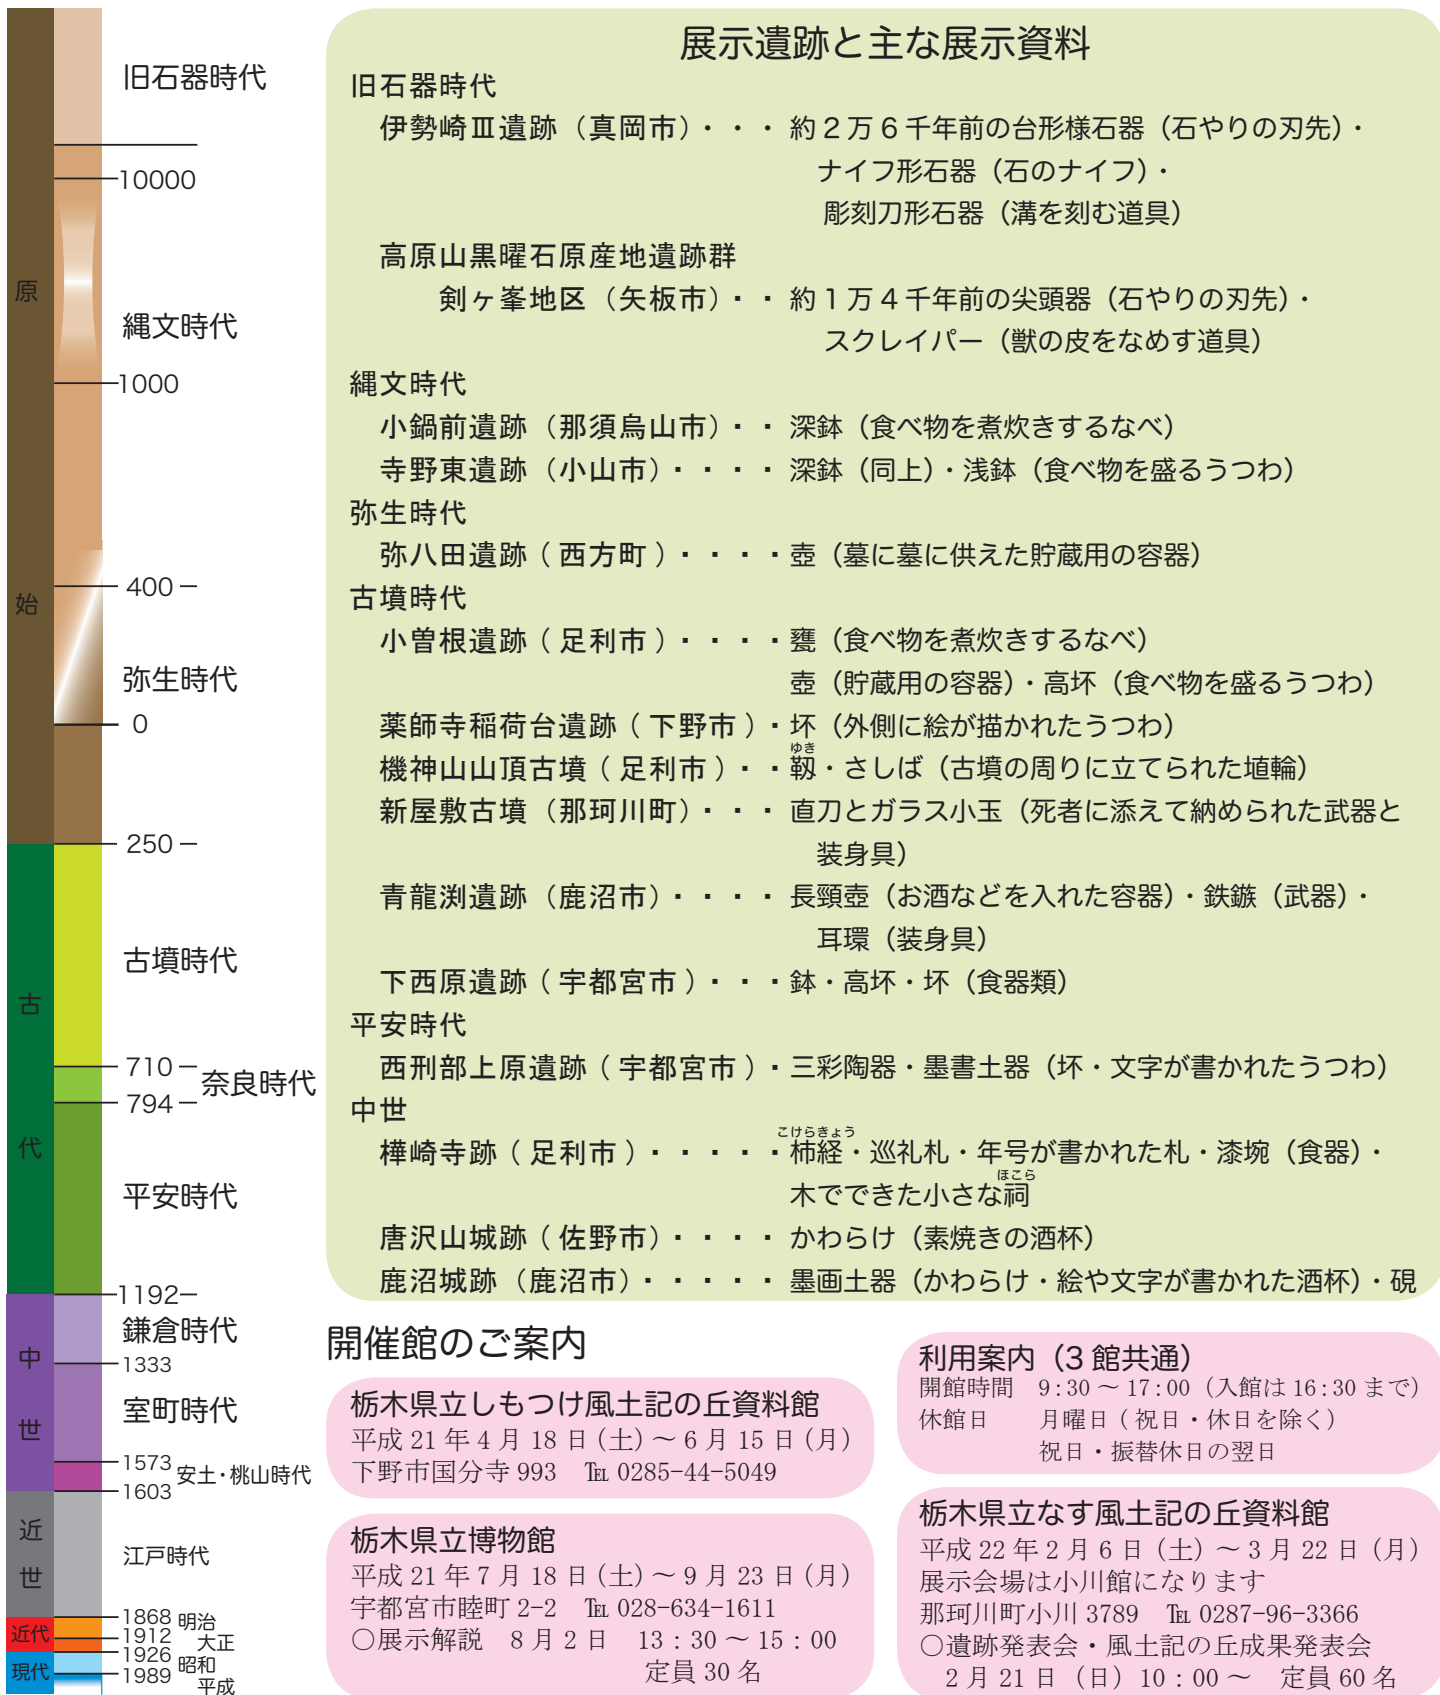 原
始
古
代
中
世
近
世
近代
現代
旧石器時代
10000
縄文時代
1000
400
弥生時代
0
250
古墳時代
710
奈良時代
794
平安時代
1192
鎌倉時代
1333
室町時代
1573
安土・桃山時代
1603
江戸時代
1868 明治
1912 大正
1926 昭和
1989 平成
展示遺跡と主な展示資料
旧石器時代
伊勢崎Ⅲ遺跡（真岡市）・・・ 約２万６千年前の台形様石器（石やりの刃先）・
ナイフ形石器（石のナイフ）・
彫刻刀形石器（溝を刻む道具）
高原山黒曜石原産地遺跡群
剣ヶ峯地区（矢板市）・・ 約１万４千年前の尖頭器（石やりの刃先）・
スクレイパー（獣の皮をなめす道具）
縄文時代
小鍋前遺跡（那須烏山市）・・ 深鉢（食べ物を煮炊きするなべ）
寺野東遺跡（小山市）・・・・ 深鉢（同上）・浅鉢（食べ物を盛るうつわ）
弥生時代
弥八田遺跡（西方町）・・・・壺（墓に墓に供えた貯蔵用の容器）
古墳時代
小曽根遺跡（足利市）・・・・甕（食べ物を煮炊きするなべ）
壺（貯蔵用の容器）・高坏（食べ物を盛るうつわ）
薬師寺稲荷台遺跡（下野市）・坏（外側に絵が描かれたうつわ）
ゆき
機神山山頂古墳（足利市）・・靫・さしば（古墳の周りに立てられた埴輪）
新屋敷古墳（那珂川町）・・・ 直刀とガラス小玉（死者に添えて納められた武器と
装身具）
青龍渕遺跡（鹿沼市）・・・・ 長頸壺（お酒などを入れた容器）・鉄鏃（武器）・
耳環（装身具）
下西原遺跡（宇都宮市）・・・鉢・高坏・坏（食器類）
平安時代
西刑部上原遺跡（宇都宮市）・三彩陶器・墨書土器（坏・文字が書かれたうつわ）
中世
こけらきょう
樺崎寺跡（足利市）・・・・・柿経・巡礼札・年号が書かれた札・漆埦（食器）・
ほこら
木でできた小さな祠
唐沢山城跡（佐野市）・・・・ かわらけ（素焼きの酒杯）
鹿沼城跡（鹿沼市）・・・・・ 墨画土器（かわらけ・絵や文字が書かれた酒杯）・硯
開催館のご案内
栃木県立しもつけ風土記の丘資料館
平成 21 年 4 月 18 日（土）～ 6 月 15 日（月）
下野市国分寺 993 ℡ 0285-44-5049
栃木県立博物館
平成 21 年 7 月 18 日（土）～ 9 月 23 日（月）
宇都宮市睦町 2-2 ℡ 028-634-1611
○展示解説 8 月 2 日 13：30 ～ 15：00
定員 30 名
利用案内（3 館共通）
開館時間 9:30 ～ 17:00（入館は 16:30 まで）
休館日 月曜日（祝日・休日を除く）
祝日・振替休日の翌日
栃木県立なす風土記の丘資料館
平成 22 年 2 月 6 日（土）～ 3 月 22 日（月）
展示会場は小川館になります
那珂川町小川 3789 ℡ 0287-96-3366
○遺跡発表会・風土記の丘成果発表会
2 月 21 日（日）10：00 ～ 定員 60 名